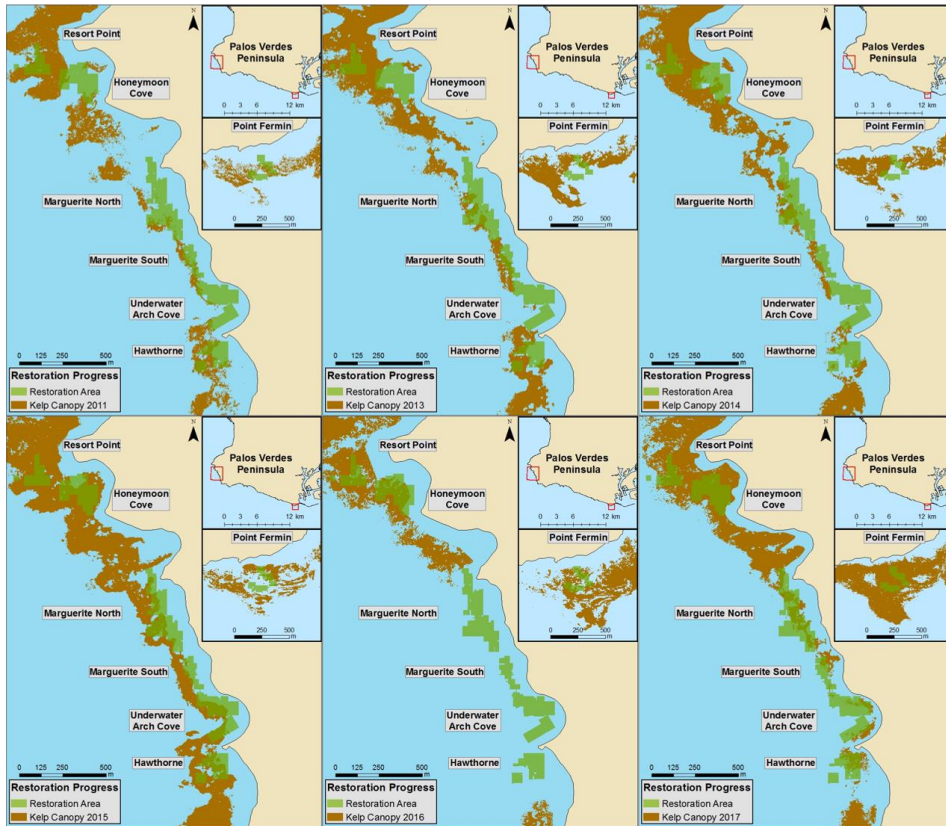 Resort Point
N
Palos Verdes
Peninsula
0 3 6 12
km
Honeymoon
Cove
Point Fermin
0 250 500
m
Marguerite North
Marguerite South
Underwater
Arch Cove
Hawthorne
0 125 250 500
m
Restoration Progress
Restoration Area
Kelp Canopy 2011
Resort Point
N
Palos Verdes
Peninsula
0 3 6 12
km
Honeymoon
Cove
Point Fermin
0 250 500
m
Marguerite North
Marguerite South
Underwater
Arch Cove
Hawthorne
0 125 250 500
m
Restoration Progress
Restoration Area
Kelp Canopy 2013
Resort Point
N
Palos Verdes
Peninsula
0 3 6 12
km
Honeymoon
Cove
Point Fermin
0 250 500
m
Marguerite North
Marguerite South
Underwater
Arch Cove
Hawthorne
0 125 250 500
m
Restoration Progress
Restoration Area
Kelp Canopy 2014
Resort Point
N
Palos Verdes
Peninsula
0 3 6 12
km
Honeymoon
Cove
Point Fermin
0 250 500
m
Marguerite North
Marguerite South
Underwater
Arch Cove
Hawthorne
0 125 250 500
m
Restoration Progress
Restoration Area
Kelp Canopy 2015
Resort Point
N
Palos Verdes
Peninsula
0 3 6 12
km
Honeymoon
Cove
Point Fermin
0 250 500
m
Marguerite North
Marguerite South
Underwater
Arch Cove
Hawthorne
0 125 250 500
m
Restoration Progress
Restoration Area
Kelp Canopy 2016
Resort Point
N
Palos Verdes
Peninsula
0 3 6 12
km
Honeymoon
Cove
Point Fermin
0 250 500
m
Marguerite North
Marguerite South
Underwater
Arch Cove
Hawthorne
0 125 250 500
m
Restoration Progress
Restoration Area
Kelp Canopy 2017